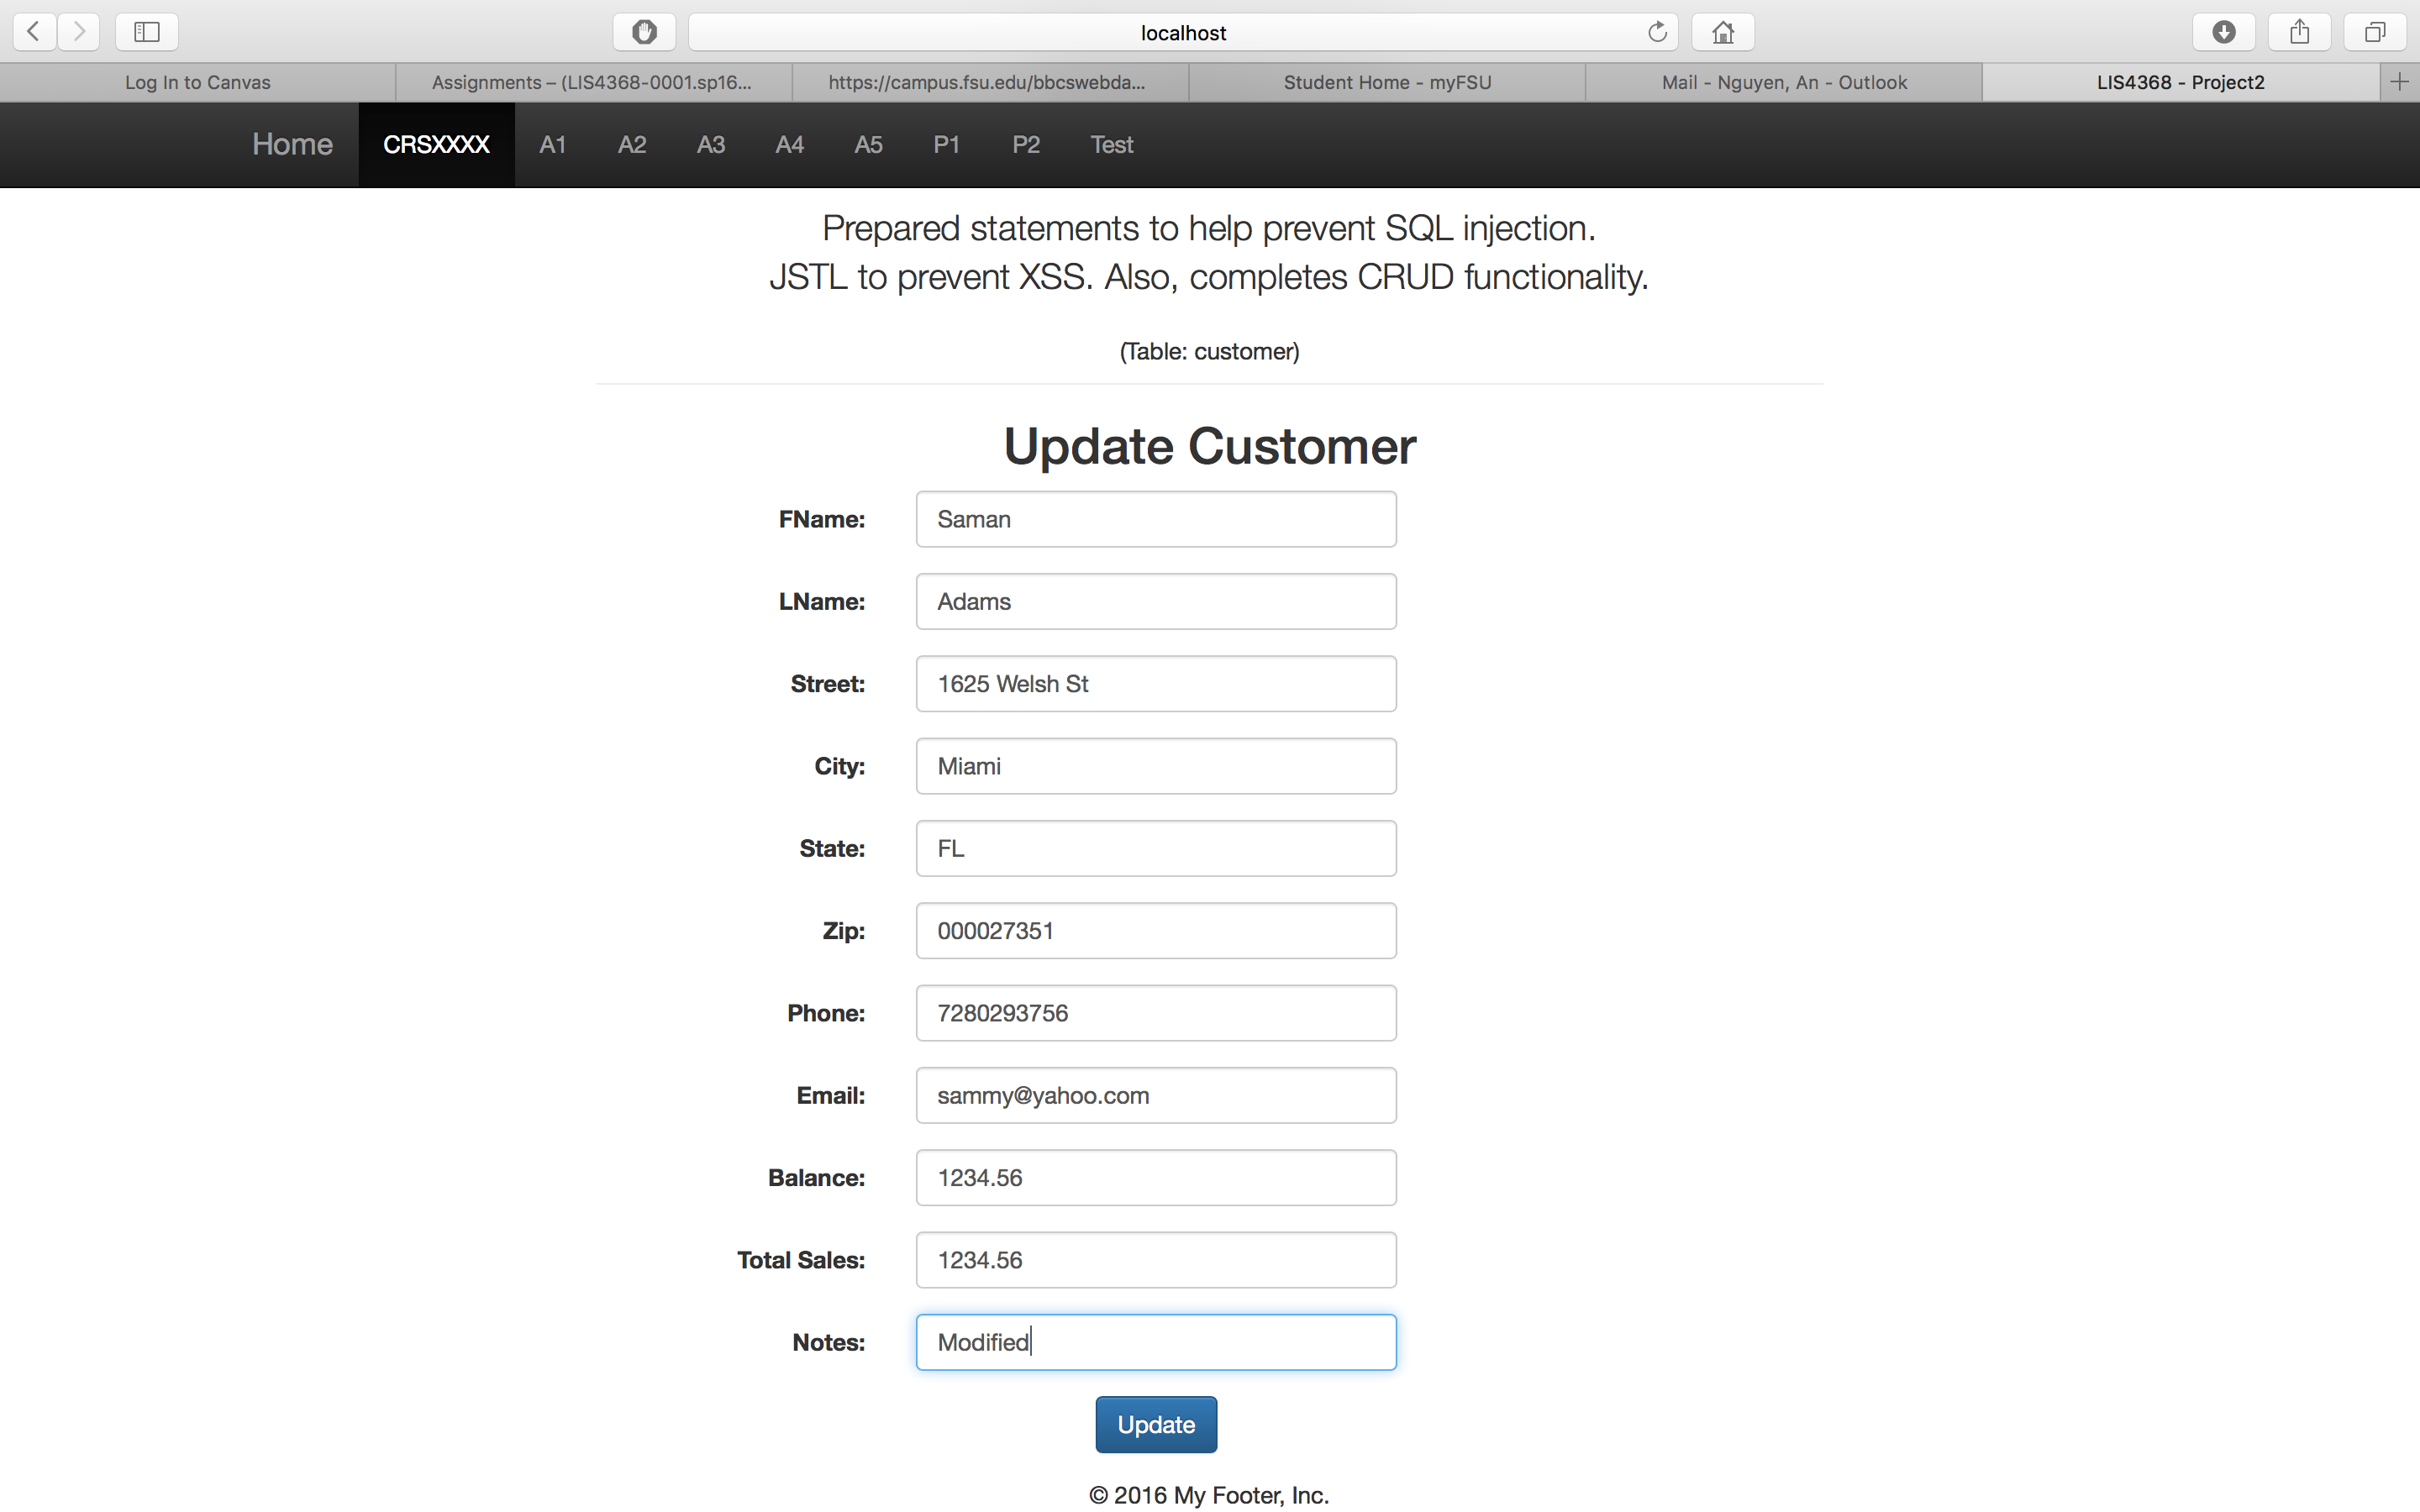 localhost
Log In to Canvas
Assignments – (LIS4368-0001.sp16...
https://campus.fsu.edu/bbcswebda...
Student Home - myFSU
Mail - Nguyen, An - Outlook
LIS4368 - Project2
Home CRSXXXX A1 A2 A3 A4 A5 P1 P2 Test
Prepared statements to help prevent SQL injection.
JSTL to prevent XSS. Also, completes CRUD functionality.
(Table: customer)
Update Customer
FName: Saman
LName: Adams
Street: 1625 Welsh St
City: Miami
State: FL
Zip: 000027351
Phone: 7280293756
Email: sammy@yahoo.com
Balance: 1234.56
Total Sales: 1234.56
Notes: Modified
Update
© 2016 My Footer, Inc.